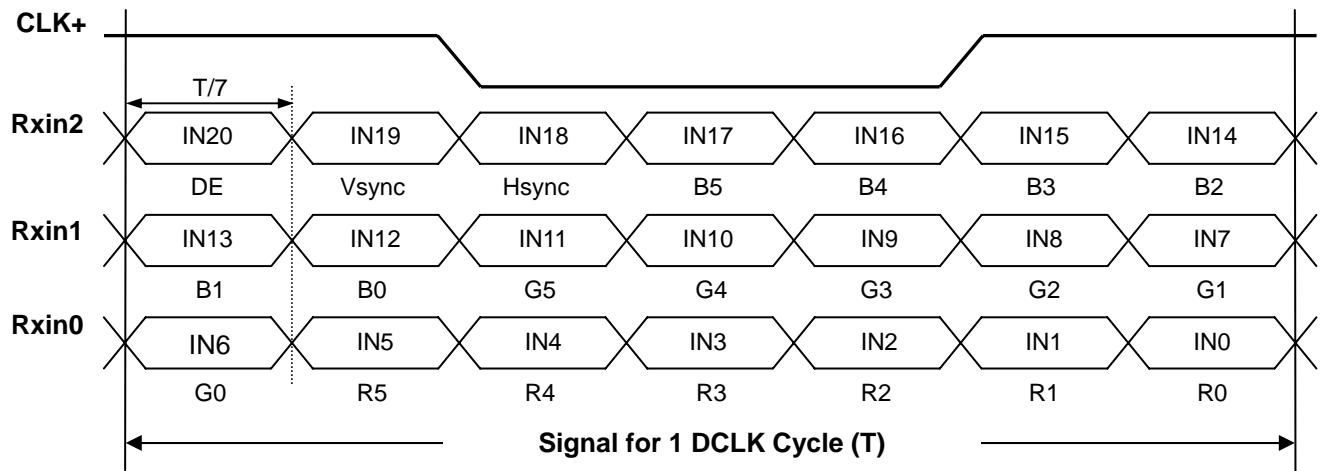 CLK+
T/7
Rxin2 IN20 IN19 IN18 IN17 IN16 IN15 IN14
DE Vsync Hsync B5 B4 B3 B2
Rxin1 IN13 IN12 IN11 IN10 IN9 IN8 IN7
B1 B0 G5 G4 G3 G2 G1
Rxin0 IN6 IN5 IN4 IN3 IN2 IN1 IN0
G0 R5 R4 R3 R2 R1 R0
Signal for 1 DCLK Cycle (T)